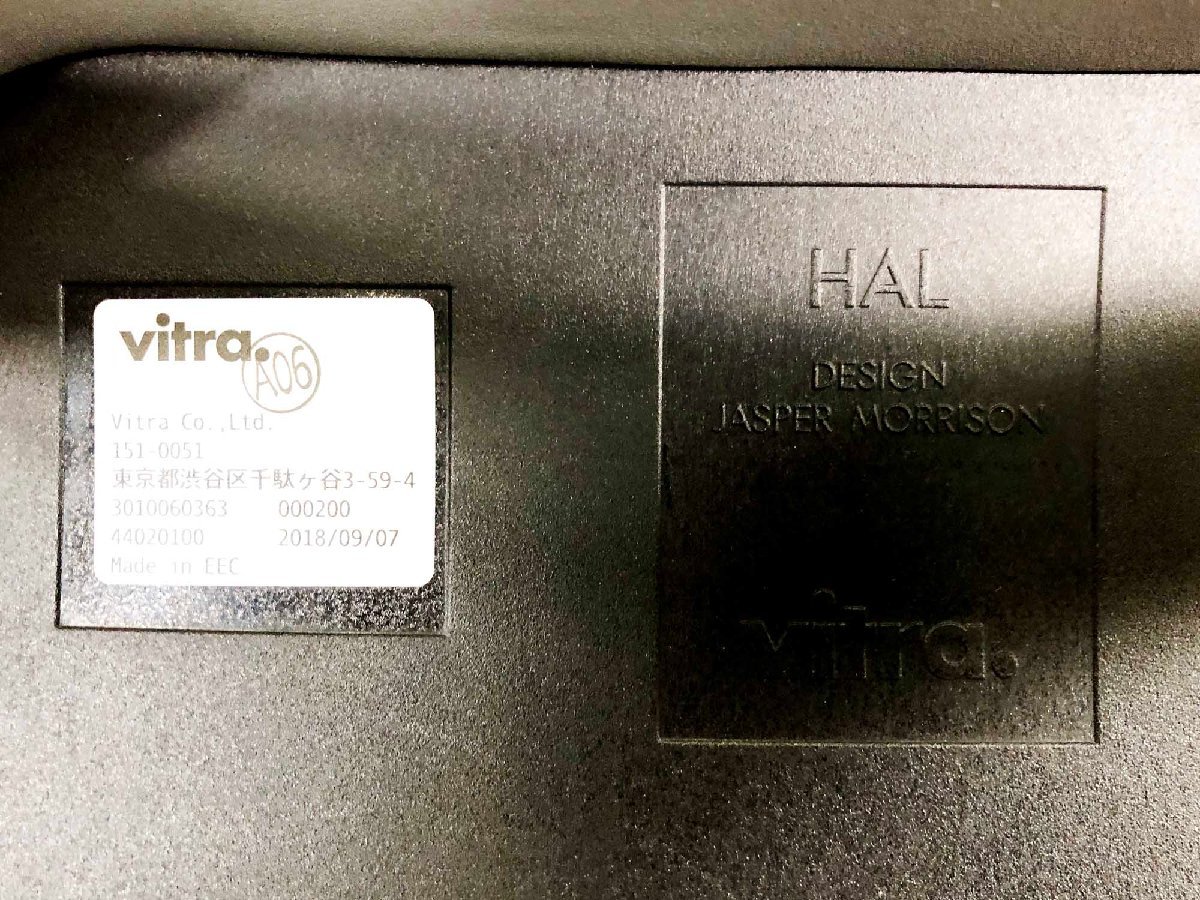 vitra.
A06
Vitra Co.,Ltd.
151-0051
東京都渋谷区千駄ヶ谷3-59-4
3010060363 000200
44020100 2018/09/07
Made in EEC
HAL
DESIGN
JASPER MORRISON
vitra.